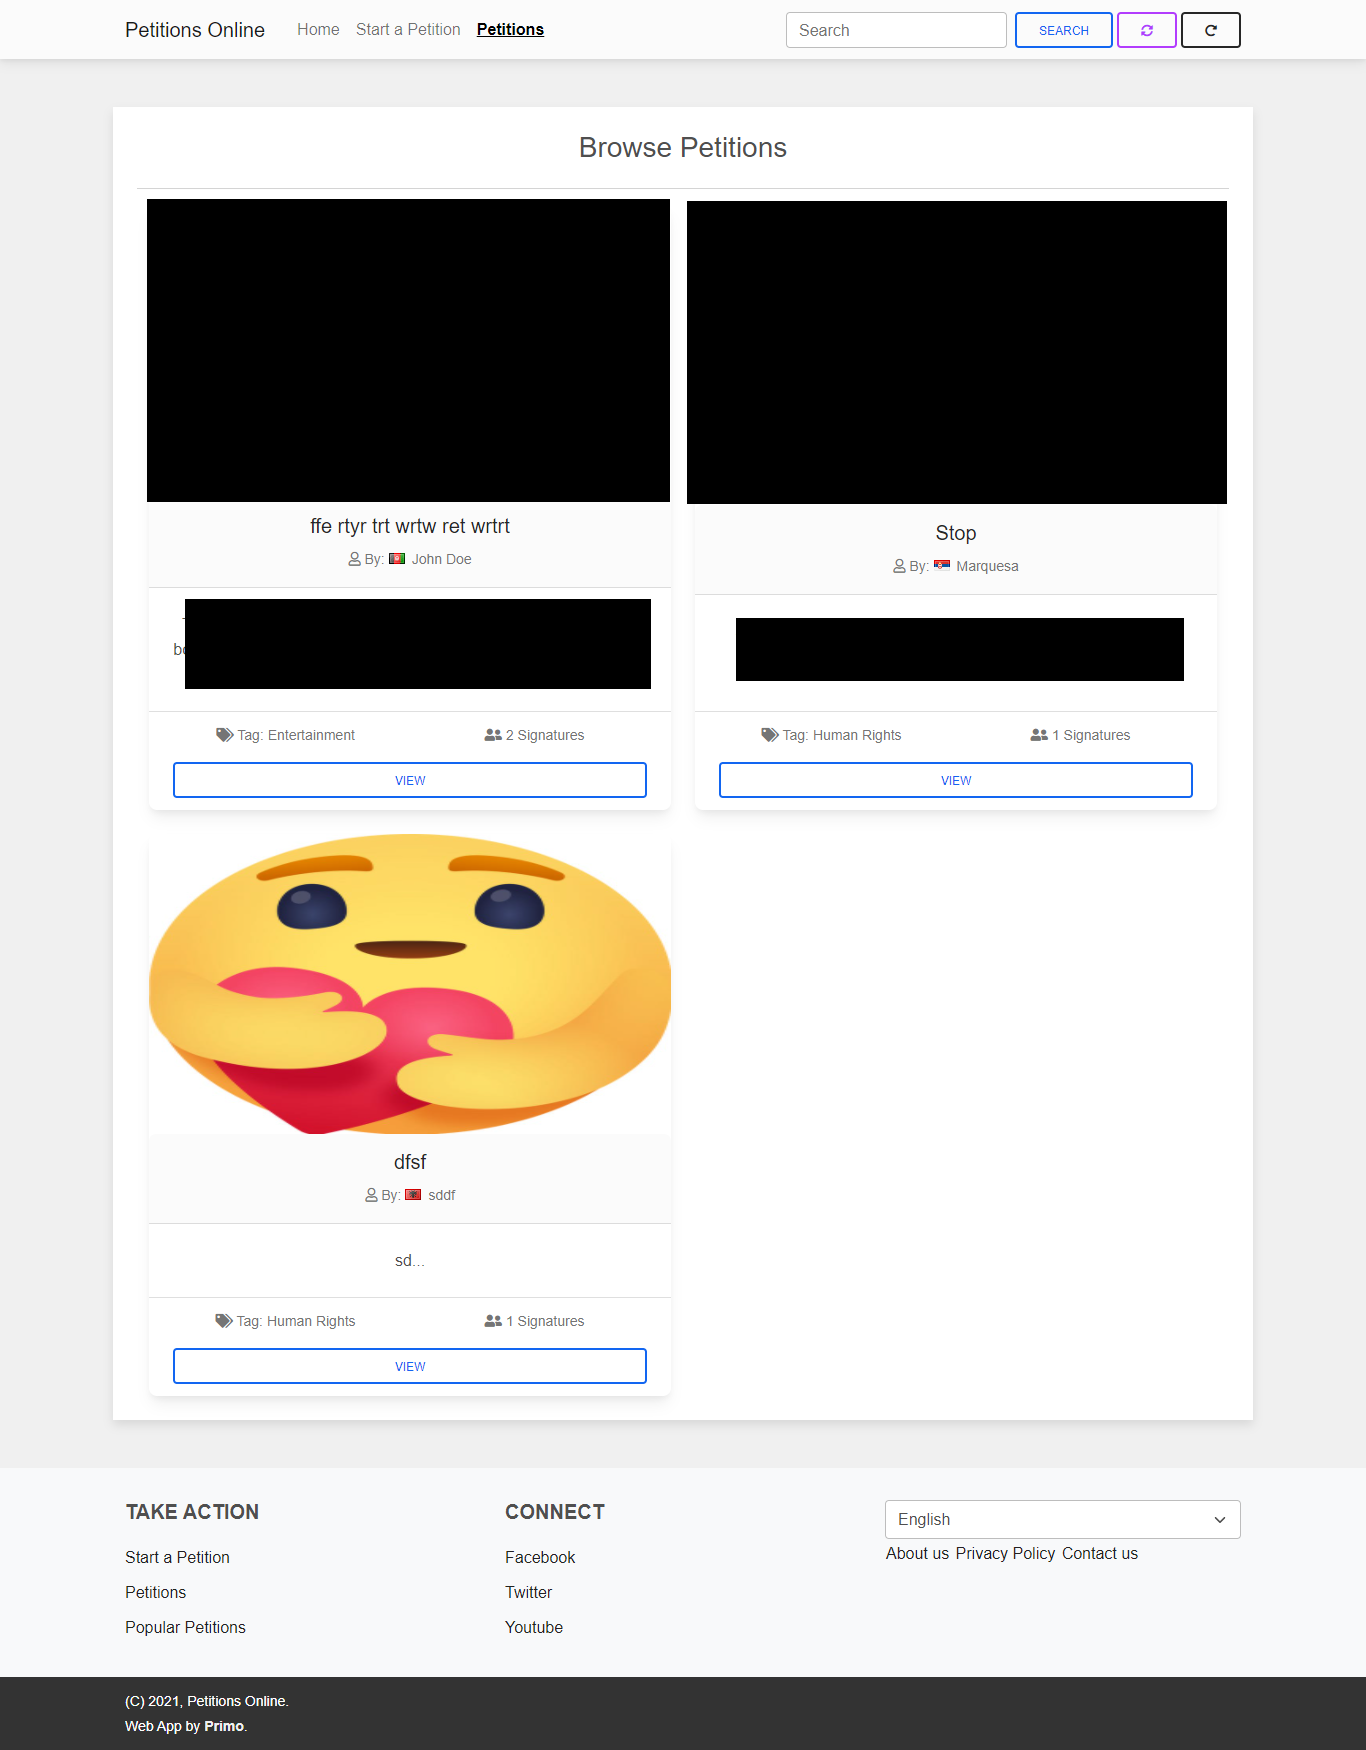 Petitions Online Home Start a Petition Petitions Search SEARCH
Browse Petitions
ffe rtyr trt wrtw ret wrtrt
By: John Doe
Tag: Entertainment 2 Signatures
VIEW
Stop
By: Marquesa
Tag: Human Rights 1 Signatures
VIEW
dfsf
By: sddf
sd...
Tag: Human Rights 1 Signatures
VIEW
TAKE ACTION
Start a Petition
Petitions
Popular Petitions
CONNECT
Facebook
Twitter
Youtube
English
About us Privacy Policy Contact us
(C) 2021, Petitions Online.
Web App by Primo.